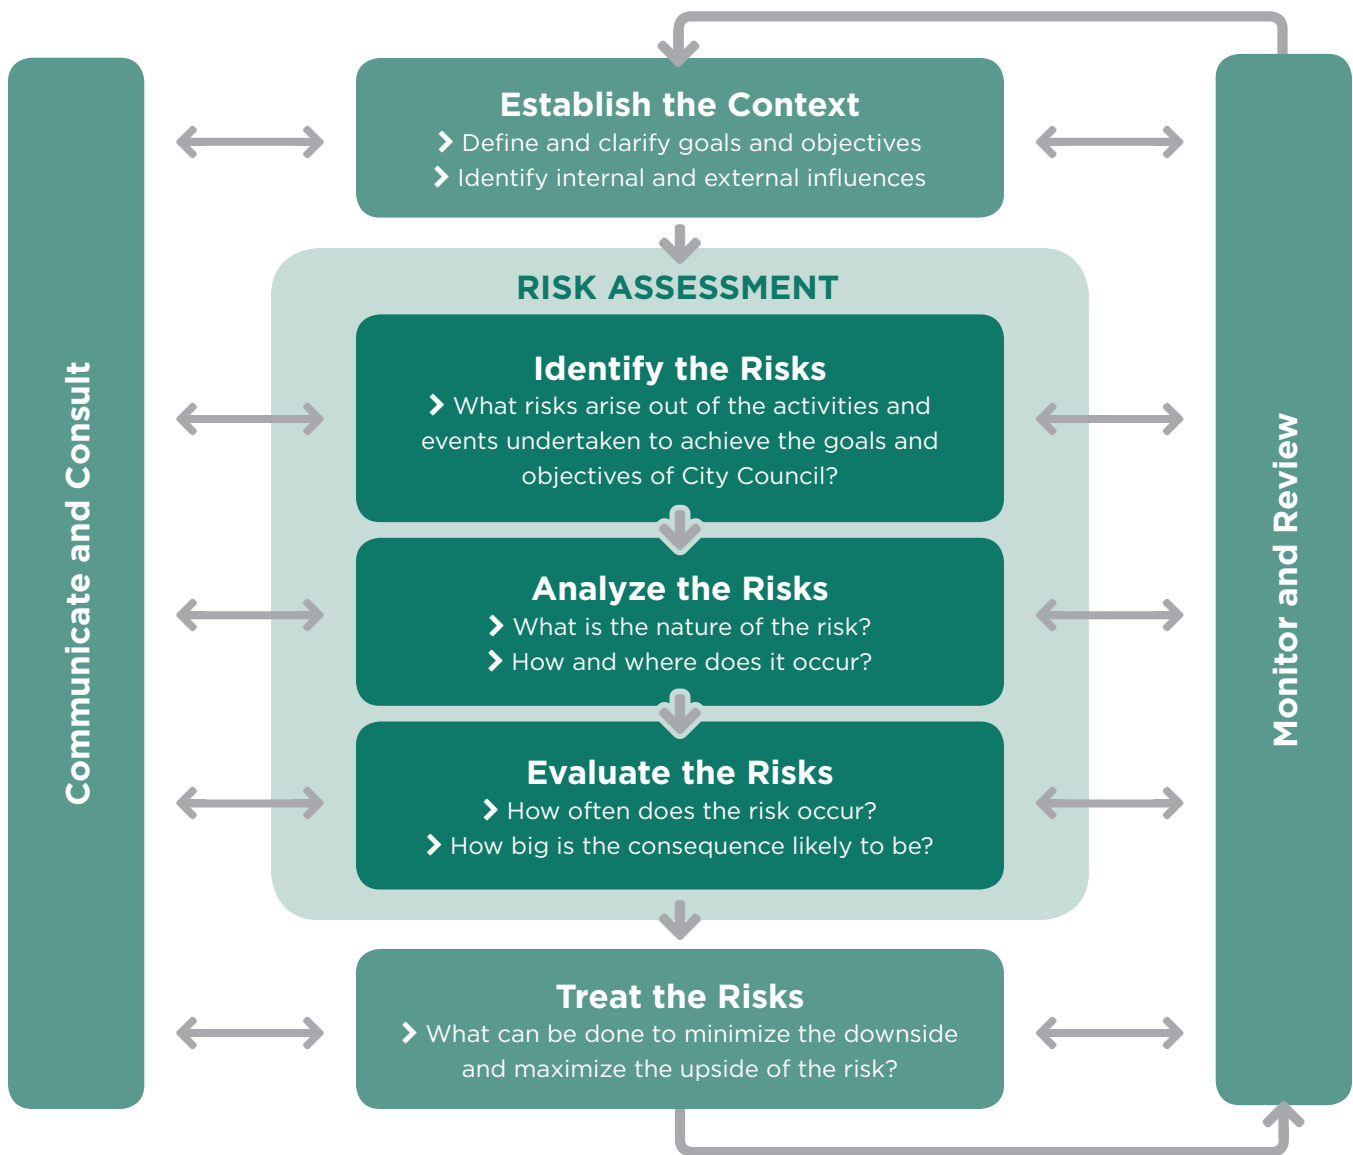 Communicate and Consult
Establish the Context
Define and clarify goals and objectives
Identify internal and external influences
RISK ASSESSMENT
Identify the Risks
What risks arise out of the activities and
events undertaken to achieve the goals and
objectives of City Council?
Analyze the Risks
What is the nature of the risk?
How and where does it occur?
Evaluate the Risks
How often does the risk occur?
How big is the consequence likely to be?
Treat the Risks
What can be done to minimize the downside
and maximize the upside of the risk?
Monitor and Review